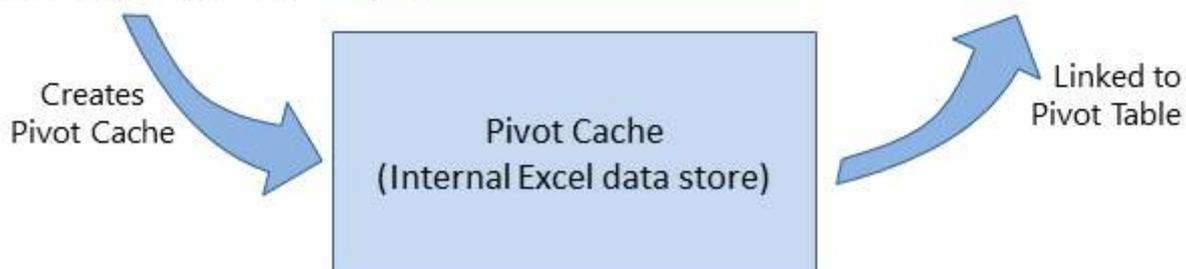 Creates
Pivot Cache
Pivot Cache
(Internal Excel data store)
Linked to
Pivot Table